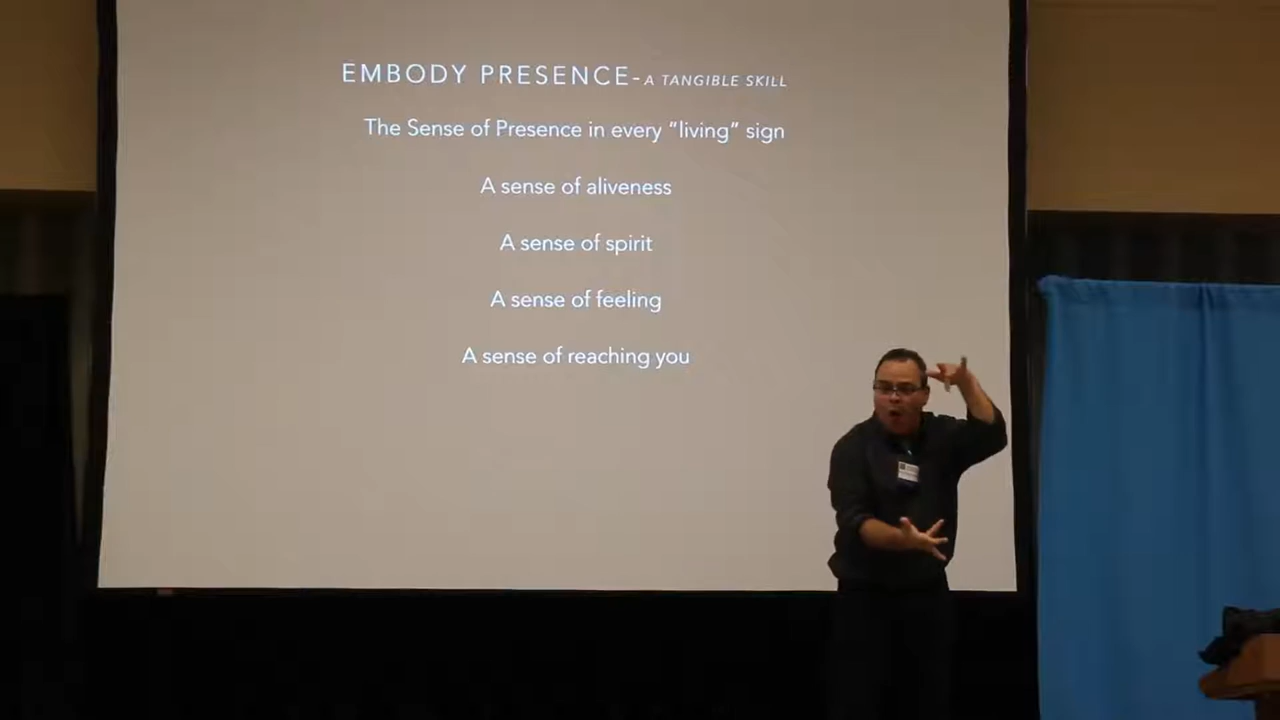 EMBODY PRESENCE- A TANGIBLE SKILL
The Sense of Presence in every “living” sign
A sense of aliveness
A sense of spirit
A sense of feeling
A sense of reaching you